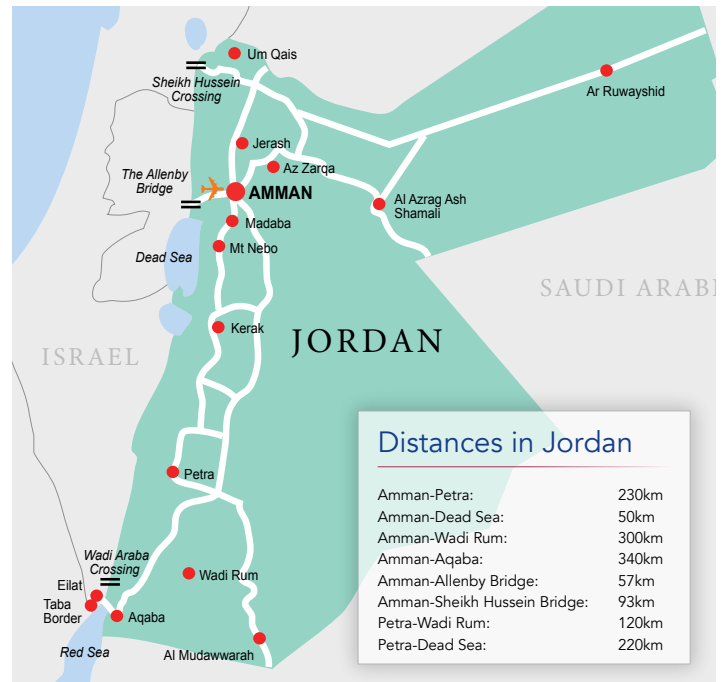 Um Qais
Sheikh Hussein
Crossing
Ar Ruwayshid
Jerash
Az Zarqa
The Allenby
Bridge
AMMAN
Al Azrag Ash
Shamali
Madaba
Mt Nebo
Dead Sea
SAUDI ARABI
Kerak
JORDAN
ISRAEL
Petra
Wadi Araba
Crossing
Eilat
Taba
Border
Wadi Rum
Aqaba
Red Sea
Al Mudawwarah
Distances in Jordan
Amman-Petra: 230km
Amman-Dead Sea: 50km
Amman-Wadi Rum: 300km
Amman-Aqaba: 340km
Amman-Allenby Bridge: 57km
Amman-Sheikh Hussein Bridge: 93km
Petra-Wadi Rum: 120km
Petra-Dead Sea: 220km